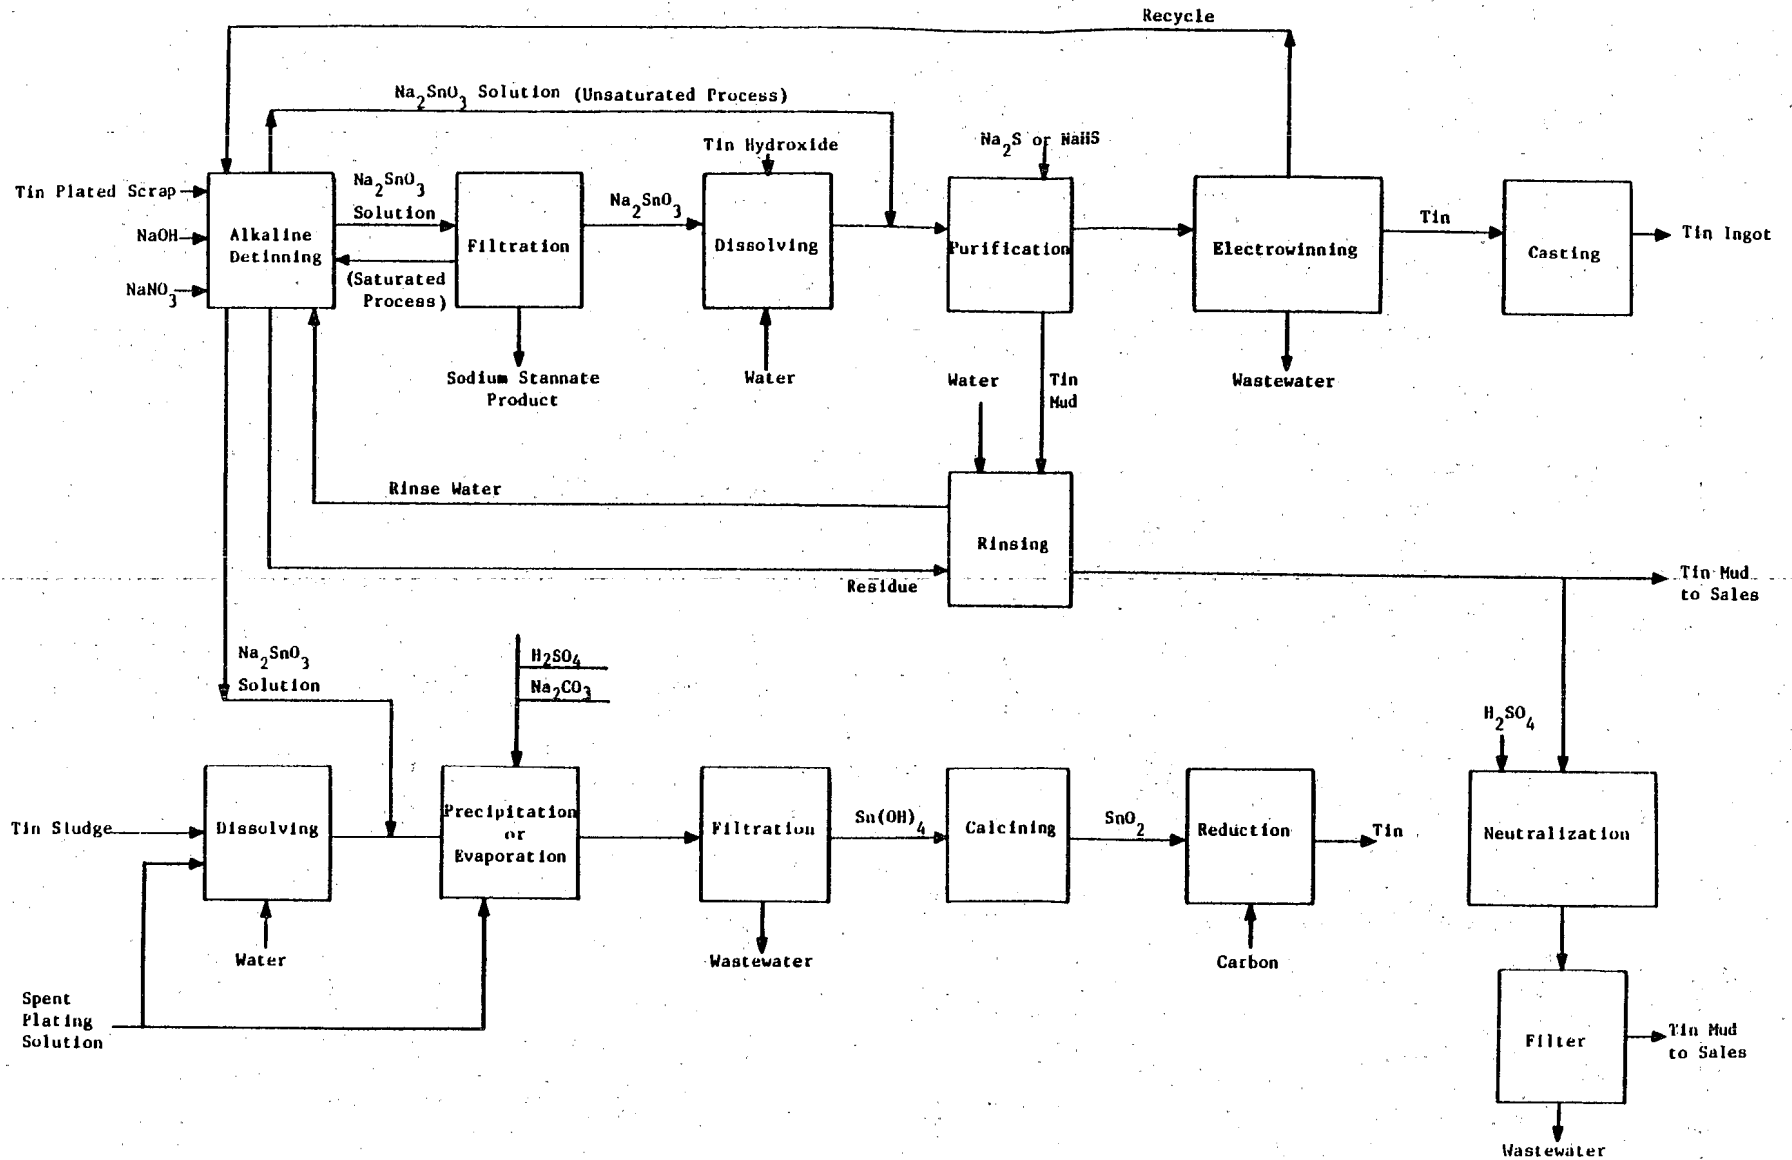 Recycle
Na2SnO3 Solution (Unsaturated Process)
Tin Hydroxide
Na2S or NaHS
Tin Plated Scrap
NaOH
NaNO3
Alkaline
Detinning
Na2SnO3
Solution
(Saturated
Process)
Filtration
Na2SnO3
Dissolving
Purification
Electrowinning
Tin
Casting
Tin Ingot
Sodium Stannate
Product
Water
Water
Tin
Mud
Wastewater
Rinse Water
Rinsing
Residue
Tin Mud
to Sales
Na2SnO3
Solution
H2SO4
Na2CO3
H2SO4
Tin Sludge
Dissolving
Precipitation
or
Evaporation
Filtration
Sn(OH)4
Calcining
SnO2
Reduction
Tin
Neutralization
Water
Wastewater
Carbon
Spent
Plating
Solution
Filter
Tin Mud
to Sales
Wastewater